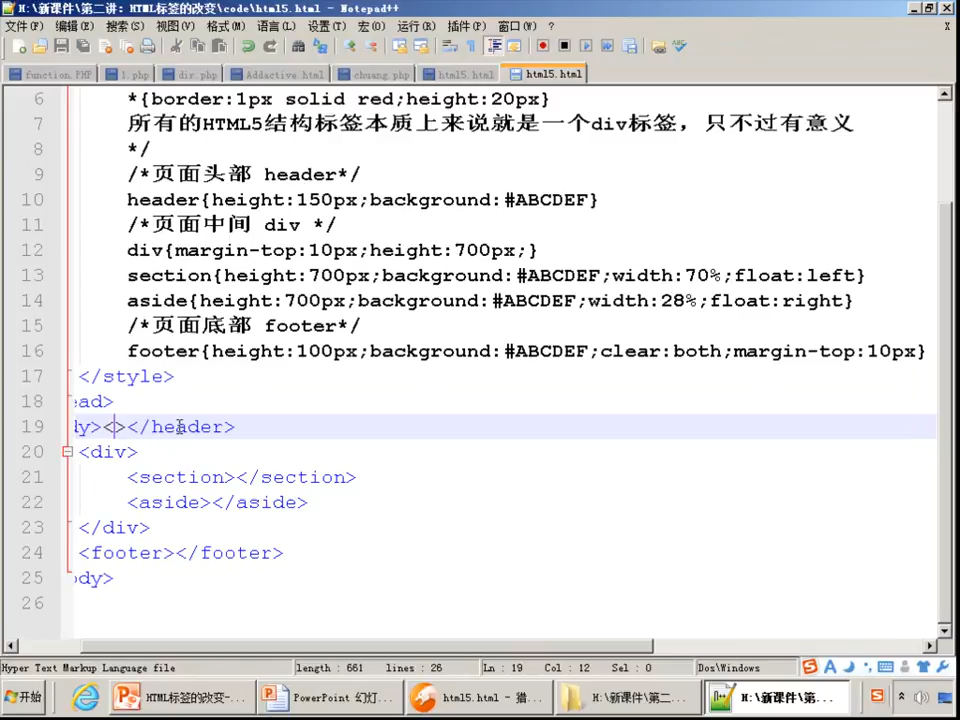 H:\新课件\第二讲：HTML标签的改变\code\html5.html - Notepad++
文件(F) 编辑(E) 搜索(S) 视图(V) 格式(M) 语言(L) 设置(T) 宏(O) 运行(R) 插件(P) 窗口(W) ?
function.PHP 1.php dir.php Addactive.html chuang.php html5.html html5.html
6 *{border:1px solid red;height:20px}
7 所有的HTML5结构标签本质上来说就是一个div标签，只不过有意义
8 */
9 /*页面头部 header*/
10 header{height:150px;background:#ABCDEF}
11 /*页面中间 div */
12 div{margin-top:10px;height:700px;}
13 section{height:700px;background:#ABCDEF;width:70%;float:left}
14 aside{height:700px;background:#ABCDEF;width:28%;float:right}
15 /*页面底部 footer*/
16 footer{height:100px;background:#ABCDEF;clear:both;margin-top:10px}
17 </style>
18 ead>
19 dy><></header>
20 <div>
21 <section></section>
22 <aside></aside>
23 </div>
24 <footer></footer>
25 ody>
26
Hyper Text Markup Language file length : 661 lines : 26 Ln : 19 Col : 12 Sel : 0 Dos\Windows
开始 HTML标签的改变-... PowerPoint 幻灯... html5.html - 猎... H:\新课件\第二... H:\新课件\第...